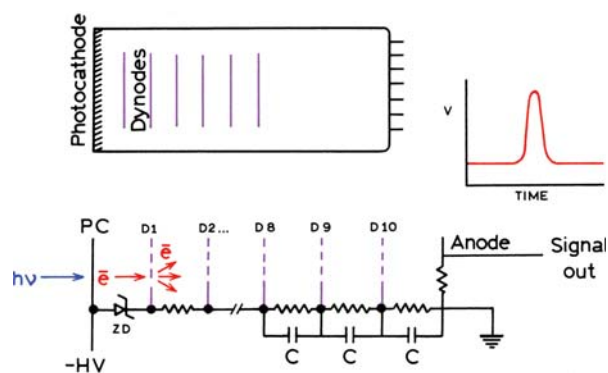 Photocathode
Dynodes
V
TIME
PC
D1
D2...
D8
D9
D10
Anode
Signal
out
hν
ē
ē
ZD
C
C
C
-HV